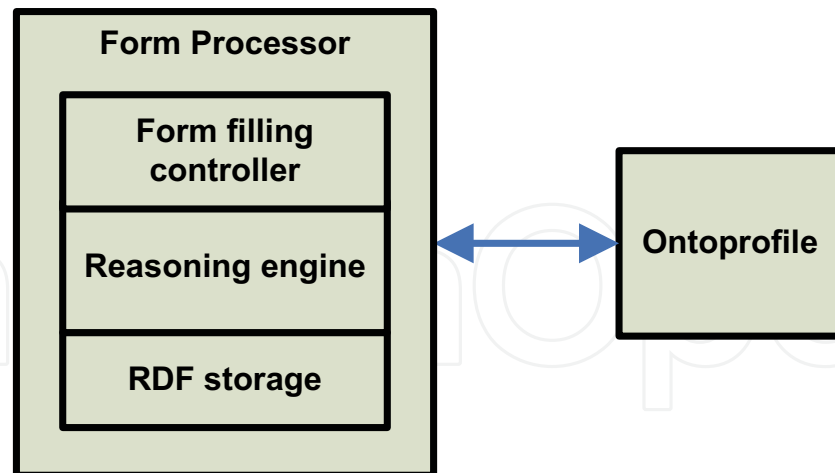 Form Processor
Form filling
controller
Reasoning engine
RDF storage
Ontoprofile